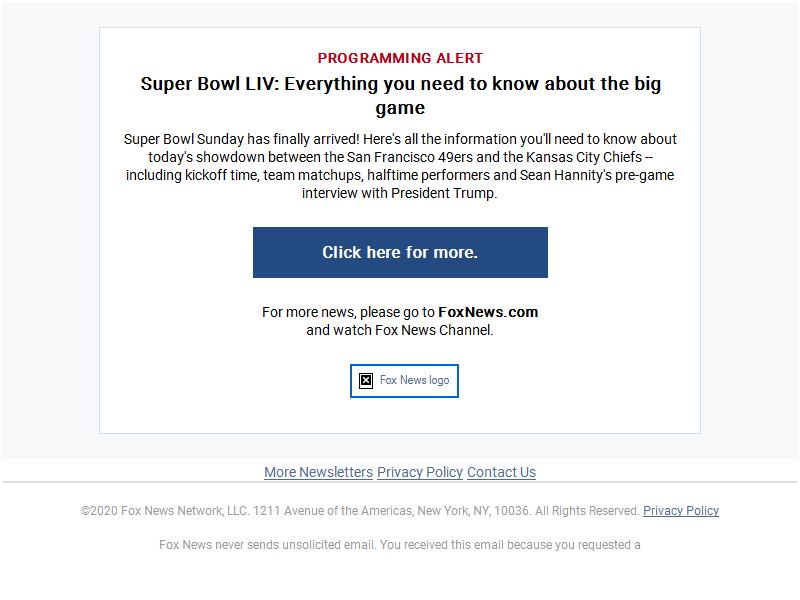 PROGRAMMING ALERT
Super Bowl LIV: Everything you need to know about the big
game
Super Bowl Sunday has finally arrived! Here's all the information you'll need to know about
today's showdown between the San Francisco 49ers and the Kansas City Chiefs --
including kickoff time, team matchups, halftime performers and Sean Hannity's pre-game
interview with President Trump.
Click here for more.
For more news, please go to FoxNews.com
and watch Fox News Channel.
Fox News logo
More Newsletters Privacy Policy Contact Us
©2020 Fox News Network, LLC. 1211 Avenue of the Americas, New York, NY, 10036. All Rights Reserved. Privacy Policy
Fox News never sends unsolicited email. You received this email because you requested a